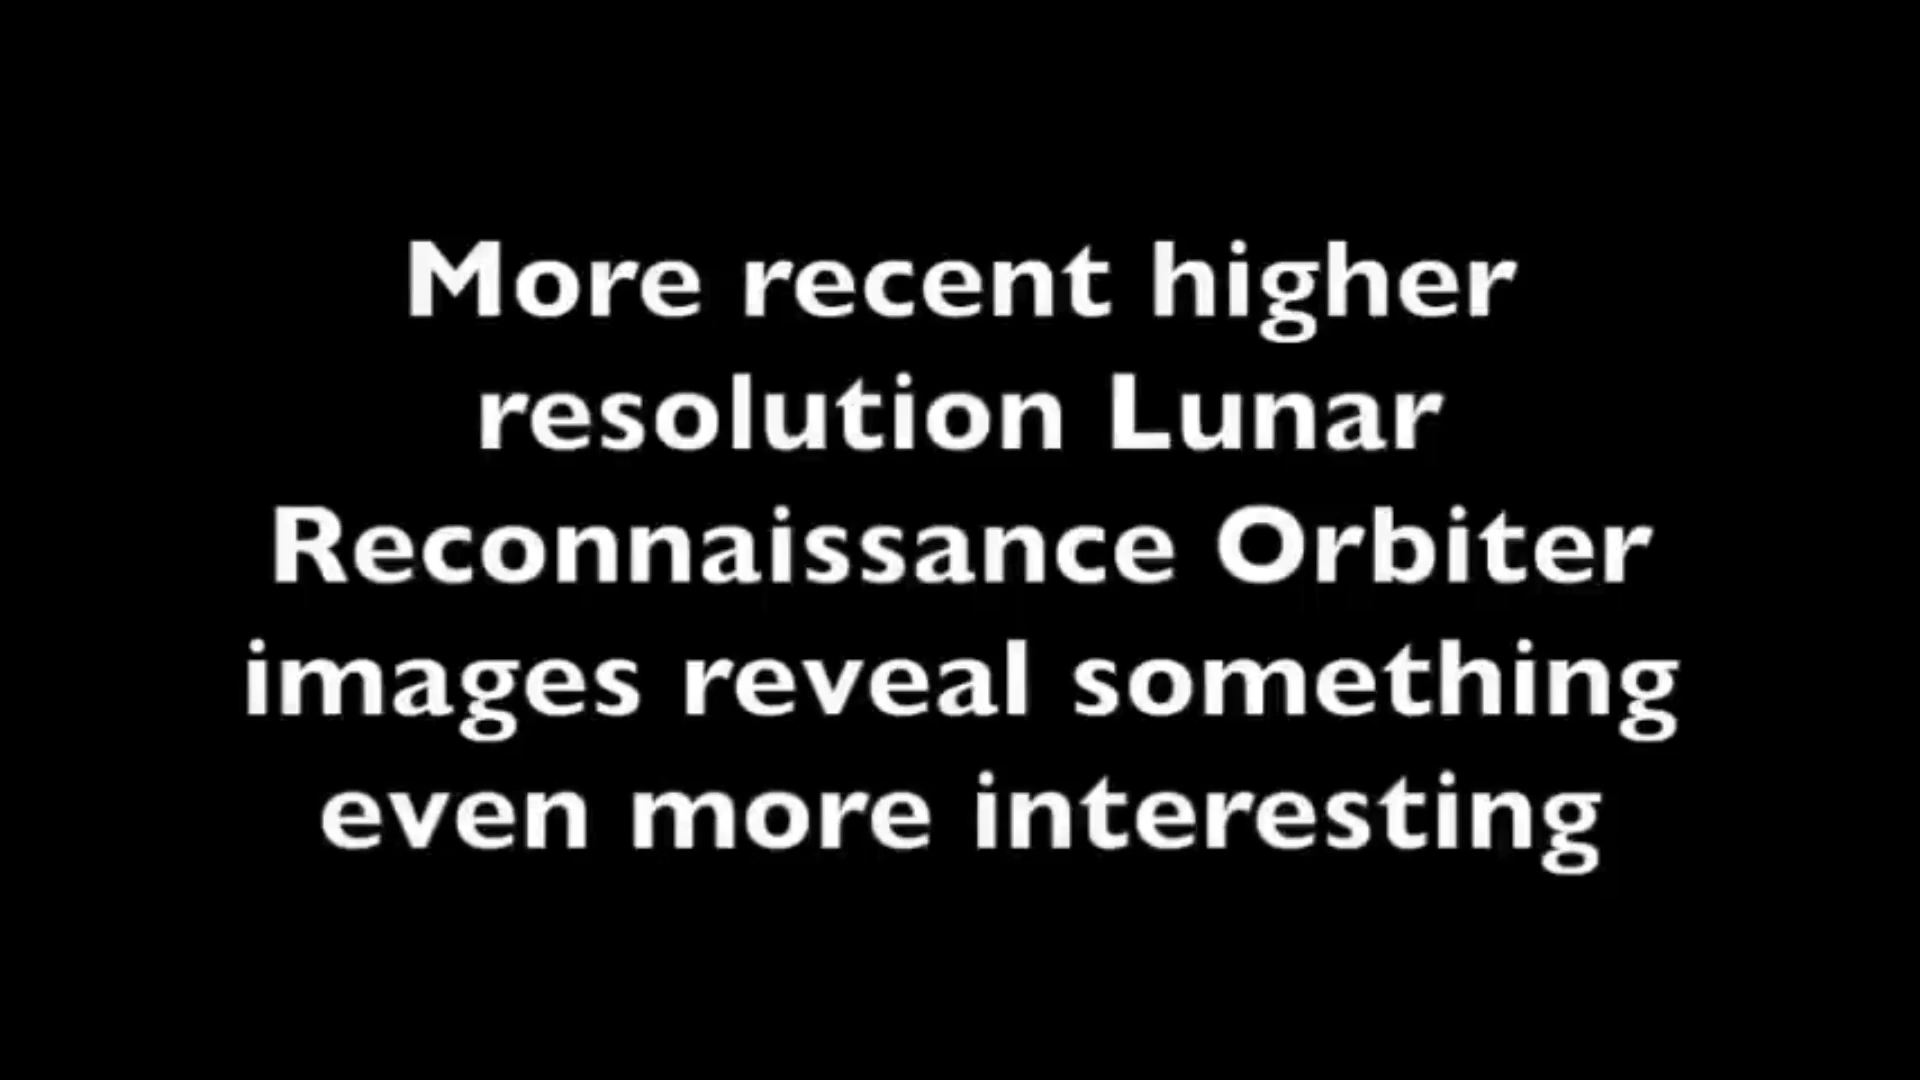 More recent higher
resolution Lunar
Reconnaissance Orbiter
images reveal something
even more interesting